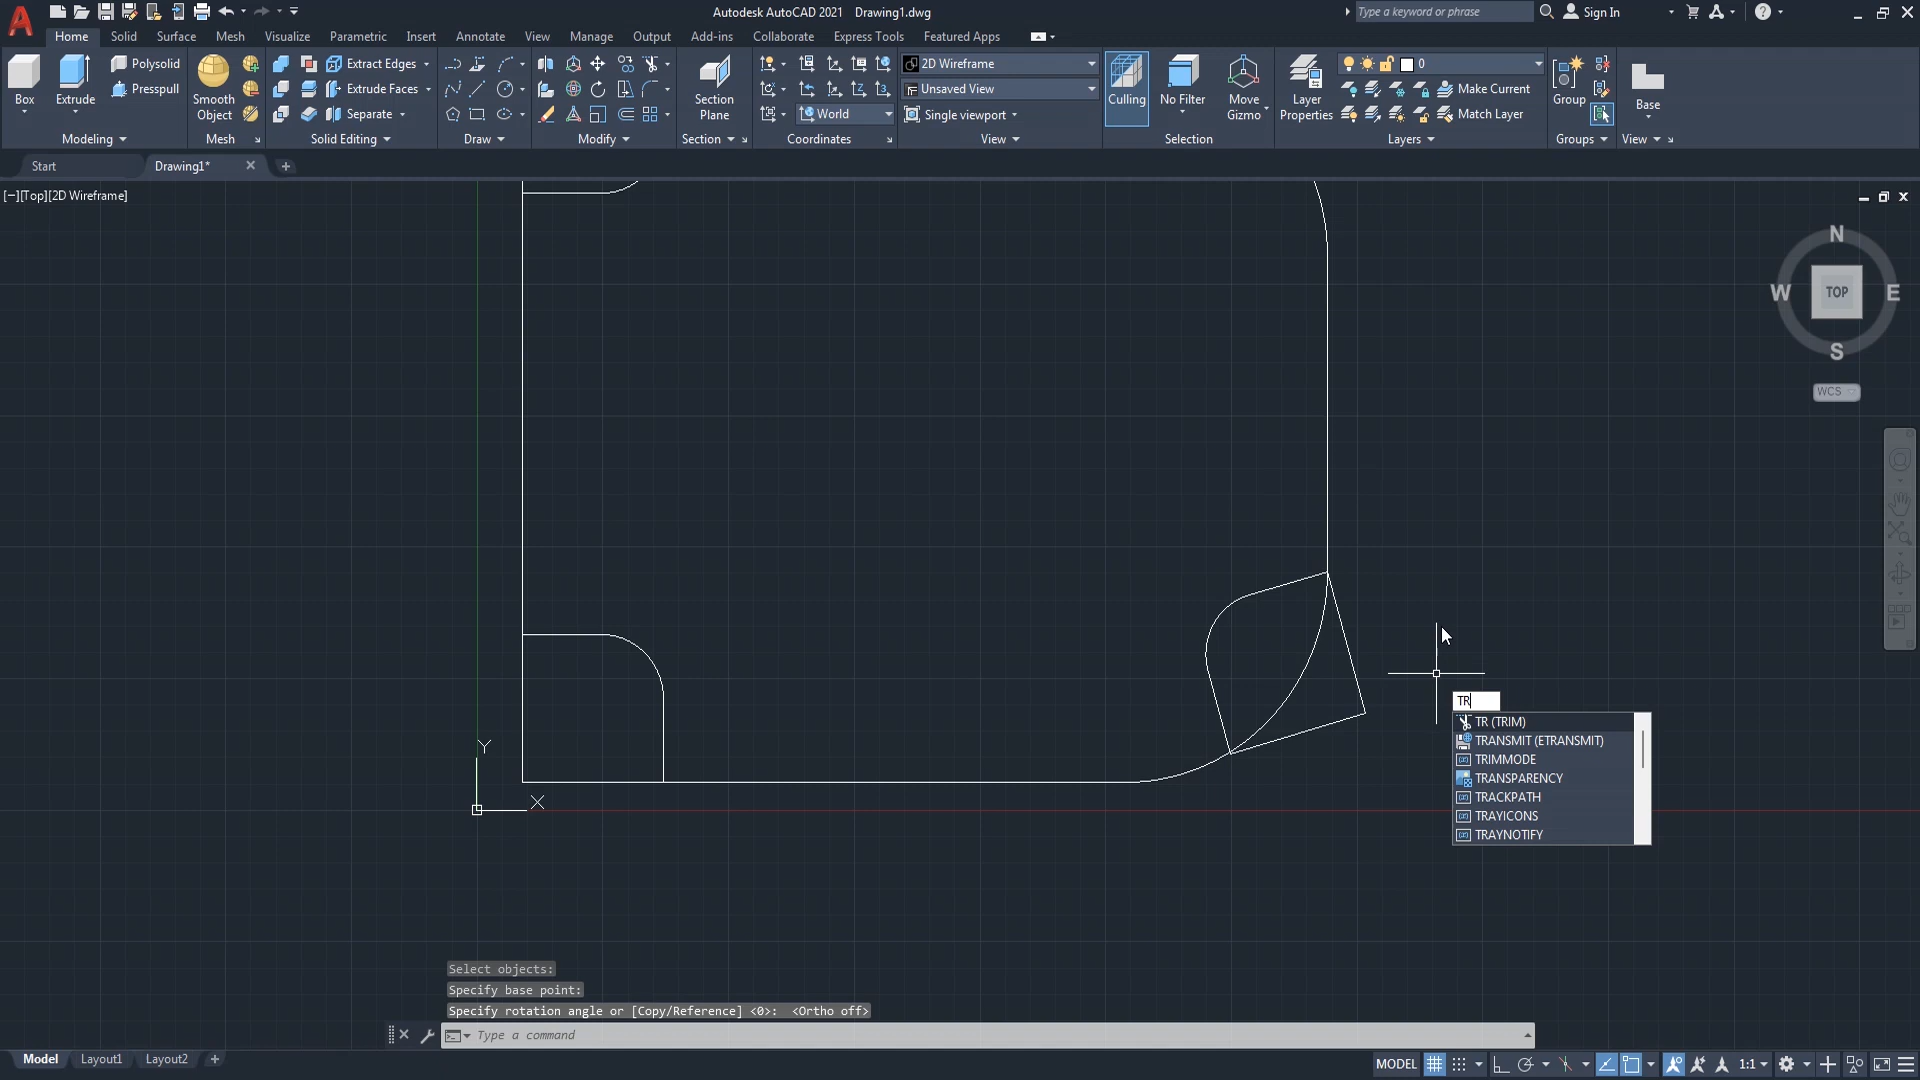 Autodesk AutoCAD 2021 Drawing1.dwg
Type a keyword or phrase
Sign In
Home Solid Surface Mesh Visualize Parametric Insert Annotate View Manage Output Add-ins Collaborate Express Tools Featured Apps
Box
Extrude
Polysolid
Presspull
Modeling
Smooth
Object
Mesh
Extract Edges
Extrude Faces
Separate
Solid Editing
Draw
Modify
Section
Plane
Section
World
Coordinates
2D Wireframe
Unsaved View
Single viewport
View
Culling
No Filter
Move
Gizmo
Selection
Layer
Properties
0
Make Current
Match Layer
Layers
Group
Groups
Base
View
Start
Drawing1*
[−][Top][2D Wireframe]
N
W
TOP
E
S
WCS
TR
TR (TRIM)
TRANSMIT (ETRANSMIT)
TRIMMODE
TRANSPARENCY
TRACKPATH
TRAYICONS
TRAYNOTIFY
Y
X
Select objects:
Specify base point:
Specify rotation angle or [Copy/Reference] <0>: <Ortho off>
Type a command
Model Layout1 Layout2
MODEL
1:1